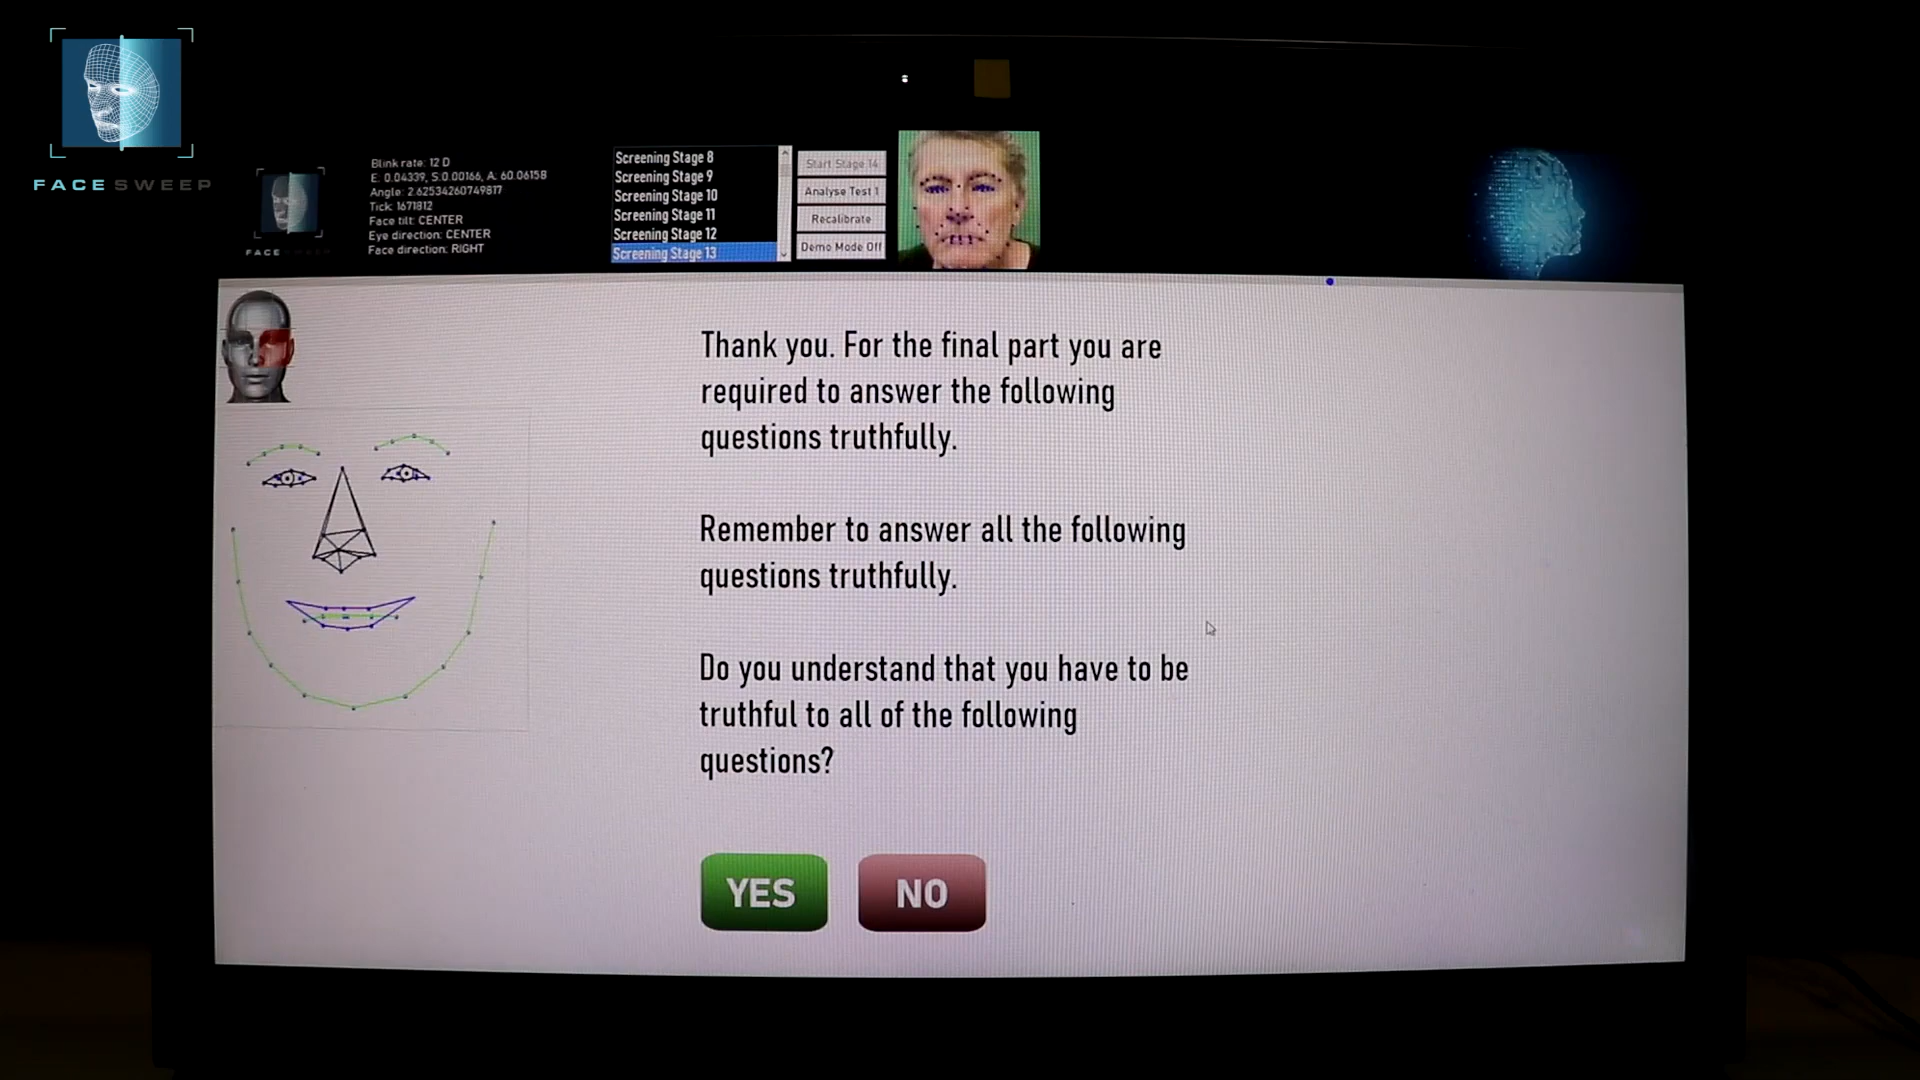 FACE SWEEP
Blink rate: 12 D
E: 0.04339, S:0.00166, A: 60.06158
Angle: 2.62534260749817
Tick: 1671812
Face tilt: CENTER
Eye direction: CENTER
Face direction: RIGHT
FACE
Screening Stage 8
Screening Stage 9
Screening Stage 10
Screening Stage 11
Screening Stage 12
Screening Stage 13
Start Stage 14
Analyse Test 1
Recalibrate
Demo Mode Off
Thank you. For the final part you are
required to answer the following
questions truthfully.
Remember to answer all the following
questions truthfully.
Do you understand that you have to be
truthful to all of the following
questions?
YES
NO